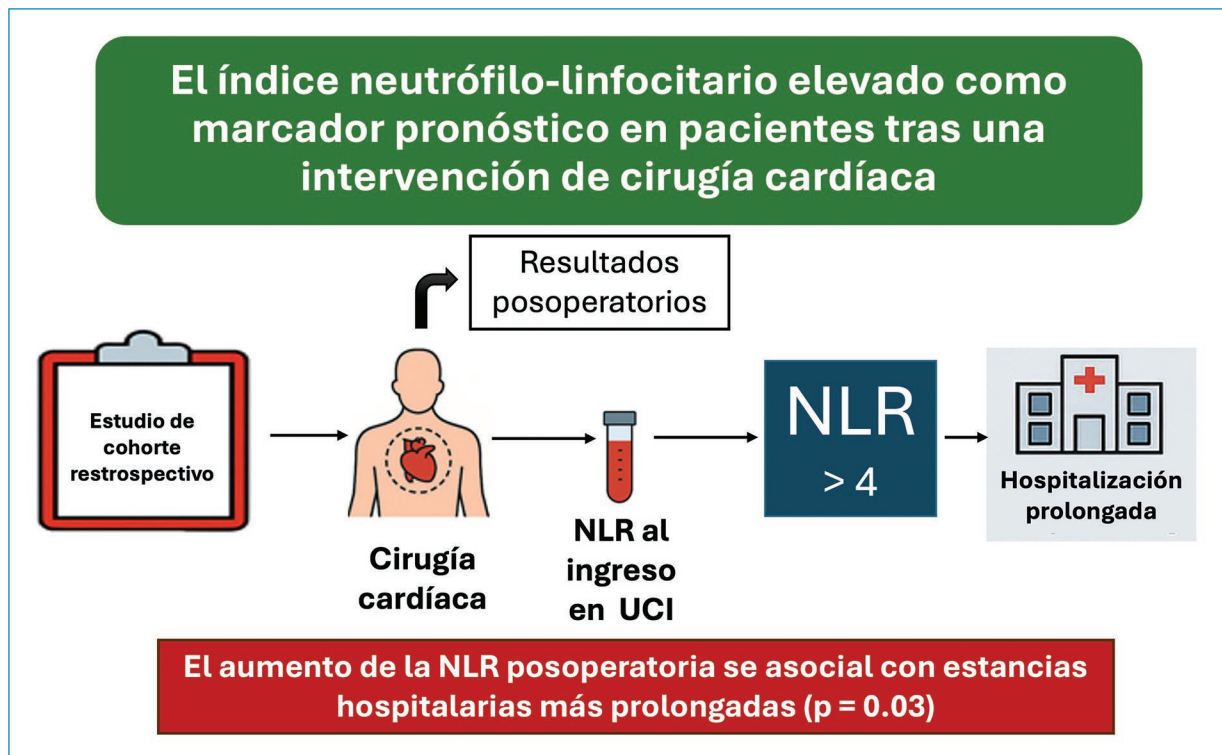 El índice neutrófilo-linfocitario elevado como
marcador pronóstico en pacientes tras una
intervención de cirugía cardíaca
Resultados
posoperatorios
Estudio de
cohorte
restrospectivo
Cirugía
cardíaca
NLR al
ingreso
en UCI
NLR
> 4
Hospitalización
prolongada
El aumento de la NLR posoperatoria se asocial con estancias
hospitalarias más prolongadas (p = 0.03)